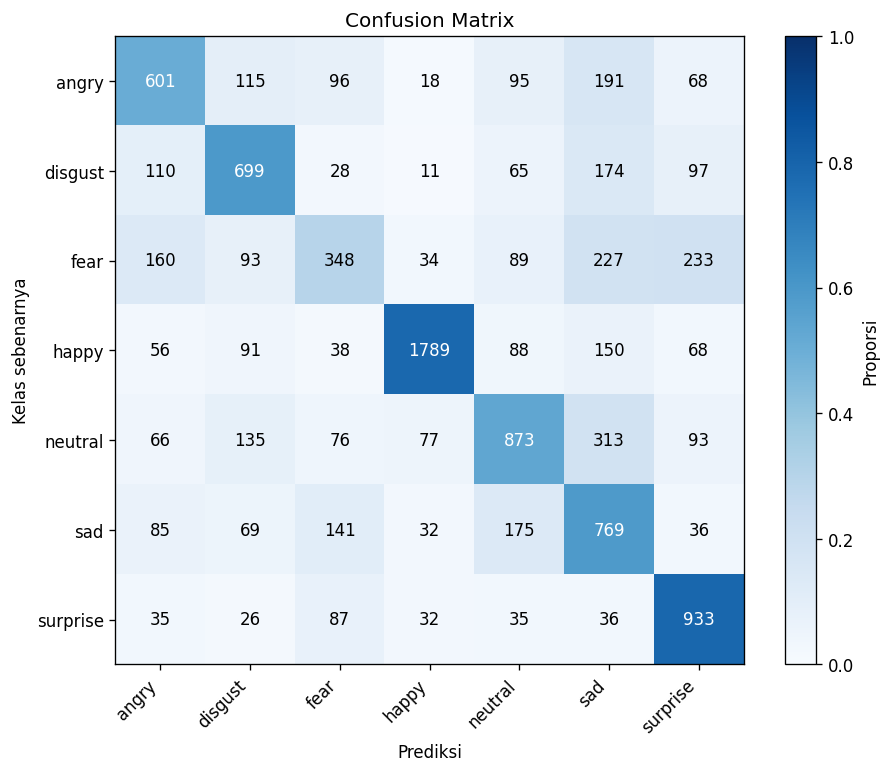 Confusion Matrix
Kelas sebenarnya
angry 601 115 96 18 95 191 68
disgust 110 699 28 11 65 174 97
fear 160 93 348 34 89 227 233
happy 56 91 38 1789 88 150 68
neutral 66 135 76 77 873 313 93
sad 85 69 141 32 175 769 36
surprise 35 26 87 32 35 36 933
angry disgust fear happy neutral sad surprise
Prediksi
1.0
0.8
0.6
0.4
0.2
0.0
Proporsi